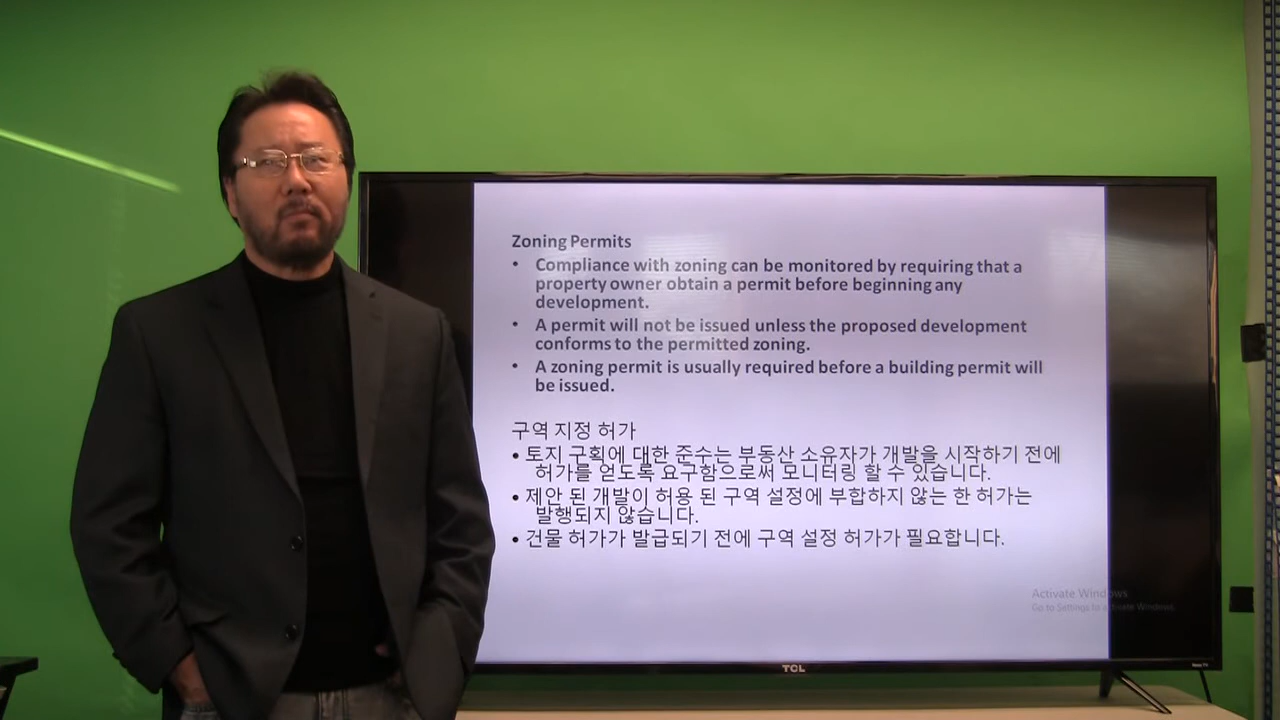 Zoning Permits
• Compliance with zoning can be monitored by requiring that a
property owner obtain a permit before beginning any
development.
• A permit will not be issued unless the proposed development
conforms to the permitted zoning.
• A zoning permit is usually required before a building permit will
be issued.
구역 지정 허가
• 토지 구획에 대한 준수는 부동산 소유자가 개발을 시작하기 전에
허가를 얻도록 요구함으로써 모니터링 할 수 있습니다.
• 제안 된 개발이 허용 된 구역 설정에 부합하지 않는 한 허가는
발행되지 않습니다.
• 건물 허가가 발급되기 전에 구역 설정 허가가 필요합니다.
Activate Windows
Go to Settings to activate Windows.
TCL
Roku TV